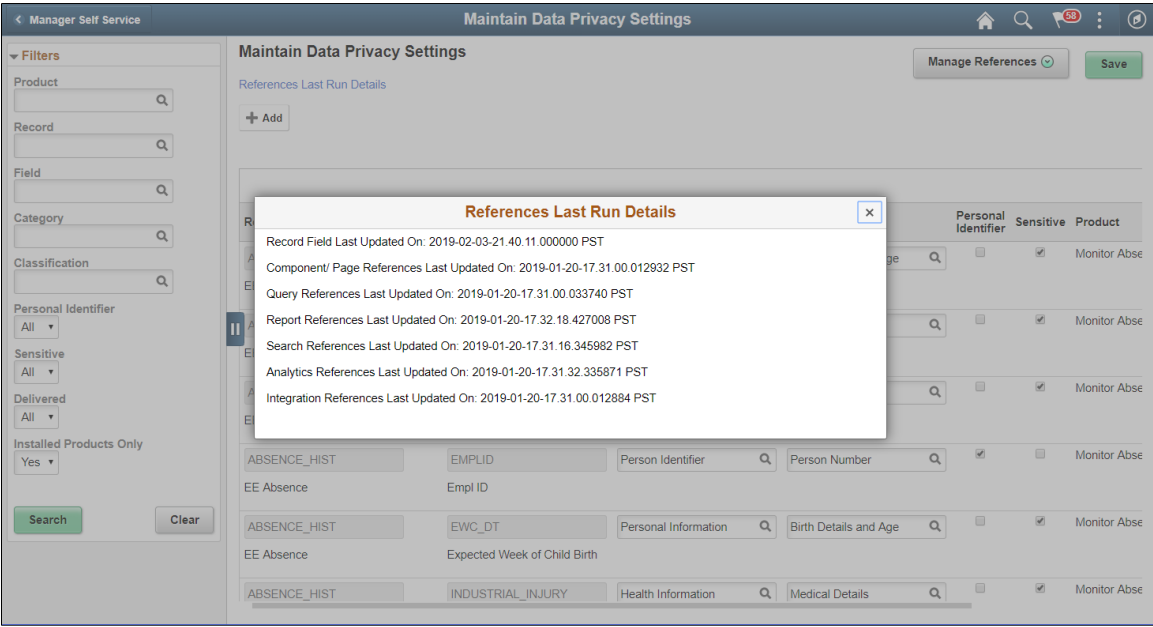 Manager Self Service
Maintain Data Privacy Settings
58
Filters
Product
Record
Field
Category
Classification
Personal Identifier
All
Sensitive
All
Delivered
All
Installed Products Only
Yes
Search Clear
Maintain Data Privacy Settings
Manage References
Save
References Last Run Details
Add
Personal Identifier Sensitive Product
References Last Run Details
Record Field Last Updated On: 2019-02-03-21.40.11.000000 PST
Component/ Page References Last Updated On: 2019-01-20-17.31.00.012932 PST
Query References Last Updated On: 2019-01-20-17.31.00.033740 PST
Report References Last Updated On: 2019-01-20-17.32.18.427008 PST
Search References Last Updated On: 2019-01-20-17.31.16.345982 PST
Analytics References Last Updated On: 2019-01-20-17.31.32.335871 PST
Integration References Last Updated On: 2019-01-20-17.31.00.012884 PST
Monitor Abse
Monitor Abse
Monitor Abse
ABSENCE_HIST EMPLID Person Identifier Person Number Monitor Abse
EE Absence Empl ID
ABSENCE_HIST EWC_DT Personal Information Birth Details and Age Monitor Abse
EE Absence Expected Week of Child Birth
ABSENCE_HIST INDUSTRIAL_INJURY Health Information Medical Details Monitor Abse